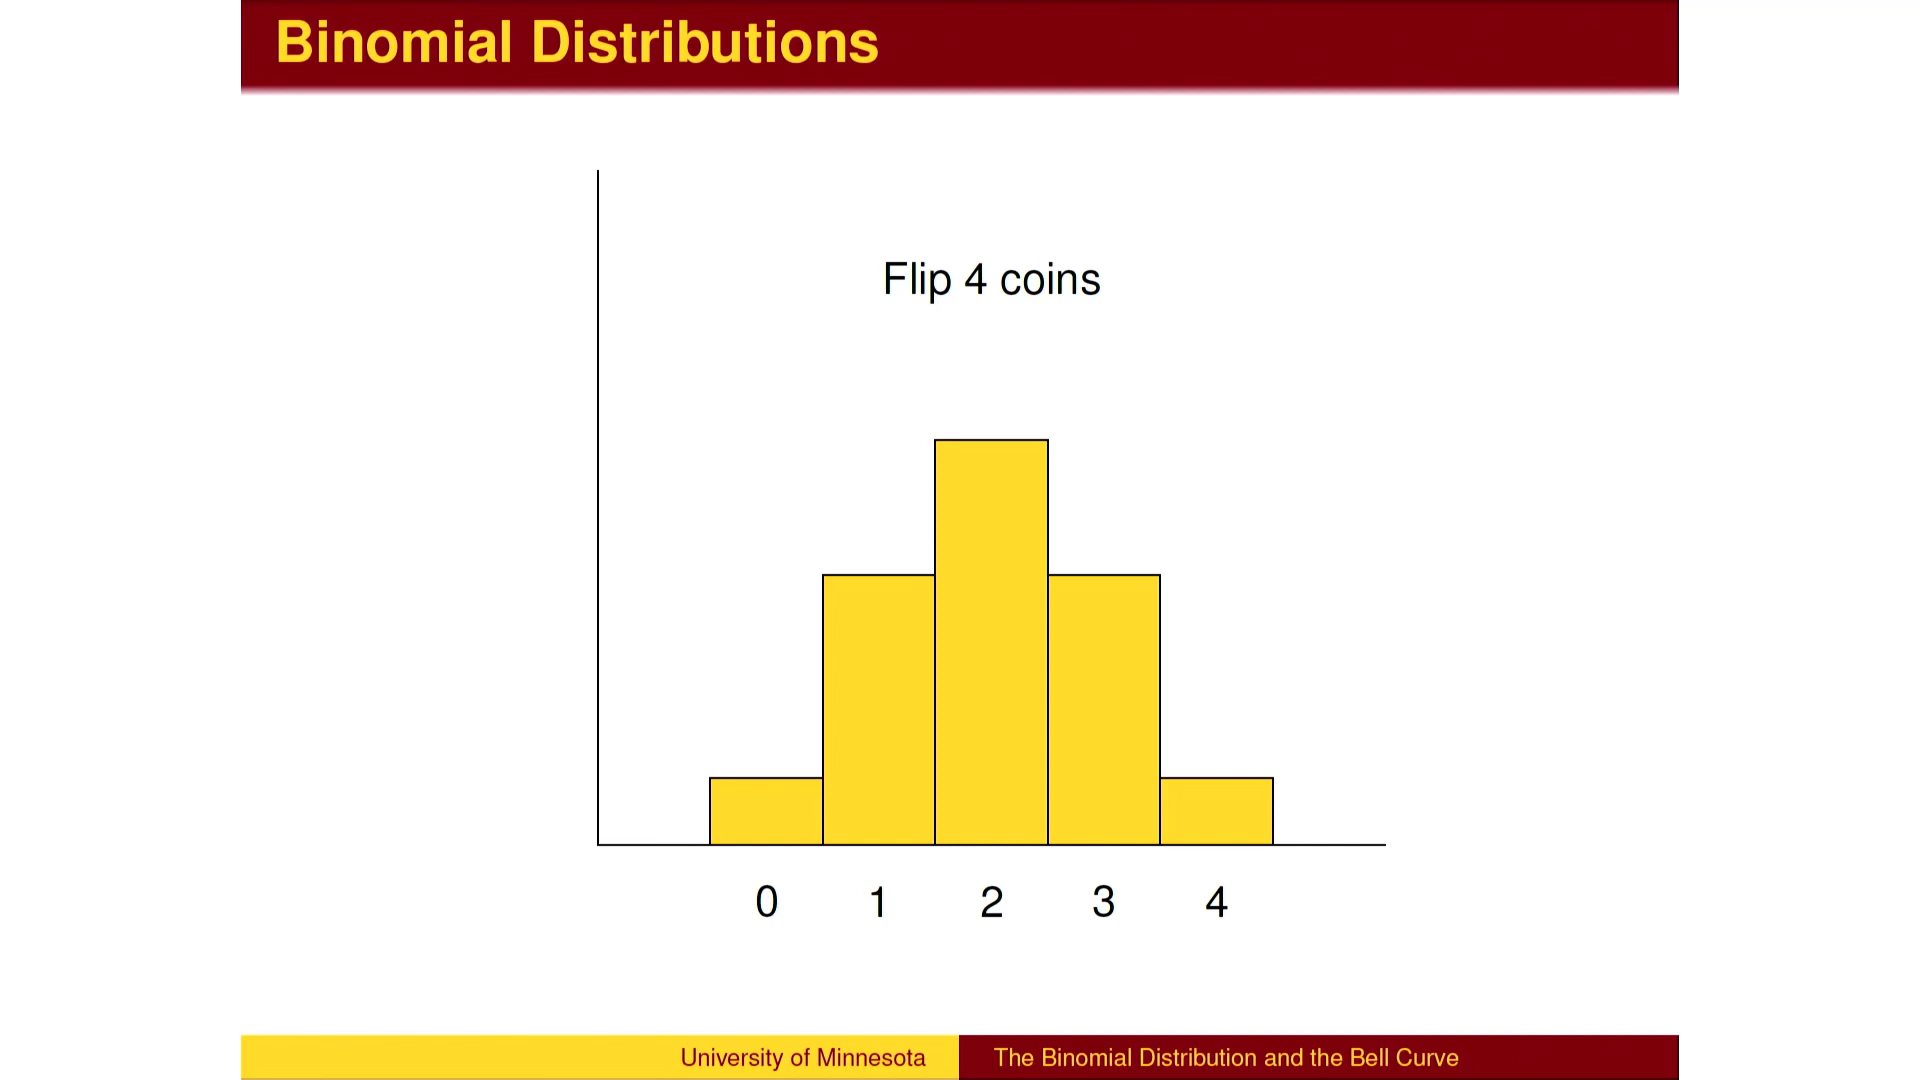 Binomial Distributions
Flip 4 coins
0 1 2 3 4
University of Minnesota
The Binomial Distribution and the Bell Curve